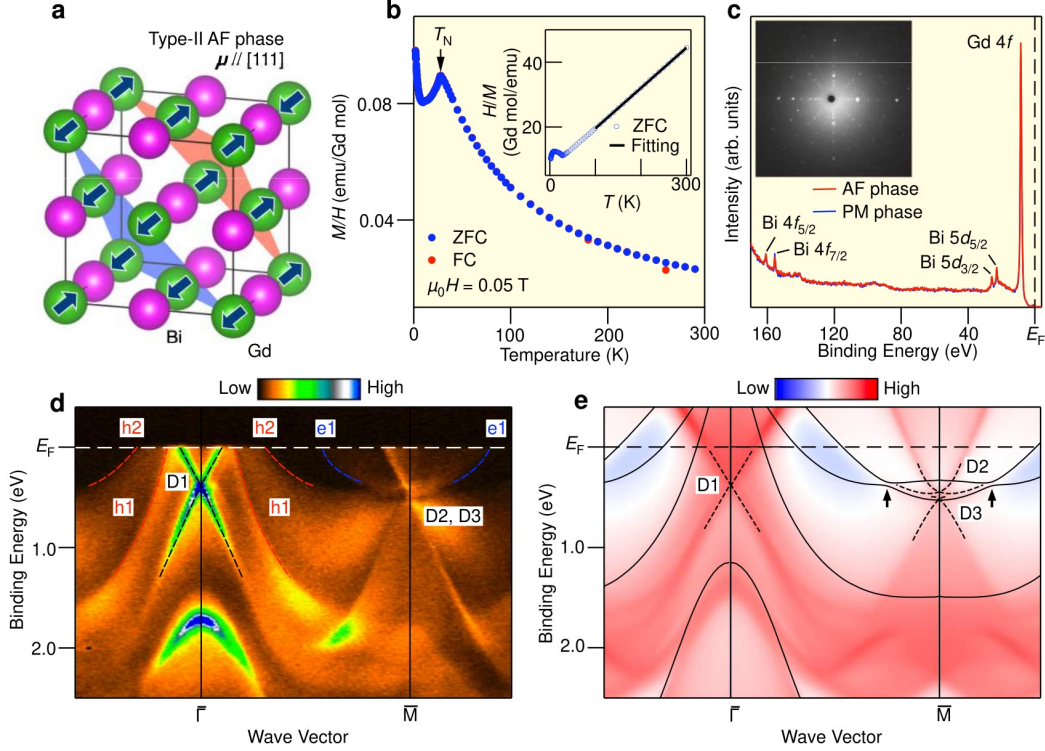 a
Type-II AF phase
μ // [111]
Bi
Gd
b
T_N
M/H (emu/Gd mol)
0.08
0.04
H/M
(Gd mol/emu)
40
20
ZFC
Fitting
0
300
T (K)
ZFC
FC
μ₀H = 0.05 T
0
100
200
300
Temperature (K)
c
Gd 4f
Intensity (arb. units)
AF phase
PM phase
Bi 4f₅/₂
Bi 4f₇/₂
Bi 5d₅/₂
Bi 5d₃/₂
160
120
80
40
E_F
Binding Energy (eV)
Low
High
d
h2
h2
e1
e1
E_F
D1
h1
h1
D2, D3
1.0
2.0
Binding Energy (eV)
Γ̅
M̅
Wave Vector
Low
High
e
E_F
D1
D2
D3
1.0
2.0
Binding Energy (eV)
Γ̅
M̅
Wave Vector